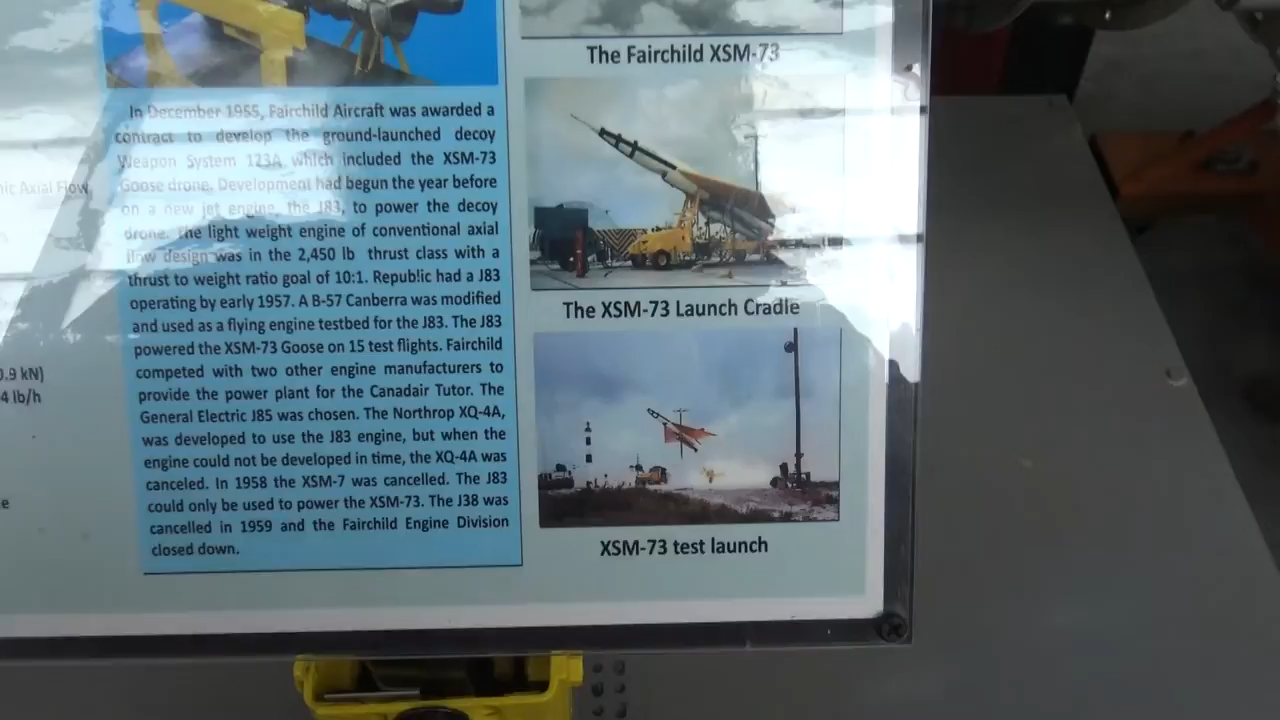 The Fairchild XSM-73
In December 1955, Fairchild Aircraft was awarded a
contract to develop the ground-launched decoy
Weapon System 123A which included the XSM-73
Goose drone. Development had begun the year before
on a new jet engine, the J83, to power the decoy
drone. The light weight engine of conventional axial
flow design was in the 2,450 lb thrust class with a
thrust to weight ratio goal of 10:1. Republic had a J83
operating by early 1957. A B-57 Canberra was modified
and used as a flying engine testbed for the J83. The J83
powered the XSM-73 Goose on 15 test flights. Fairchild
competed with two other engine manufacturers to
provide the power plant for the Canadair Tutor. The
General Electric J85 was chosen. The Northrop XQ-4A,
was developed to use the J83 engine, but when the
engine could not be developed in time, the XQ-4A was
canceled. In 1958 the XSM-7 was cancelled. The J83
could only be used to power the XSM-73. The J38 was
cancelled in 1959 and the Fairchild Engine Division
closed down.
The XSM-73 Launch Cradle
XSM-73 test launch
Axial Flow
0.9 kN)
4 lb/h